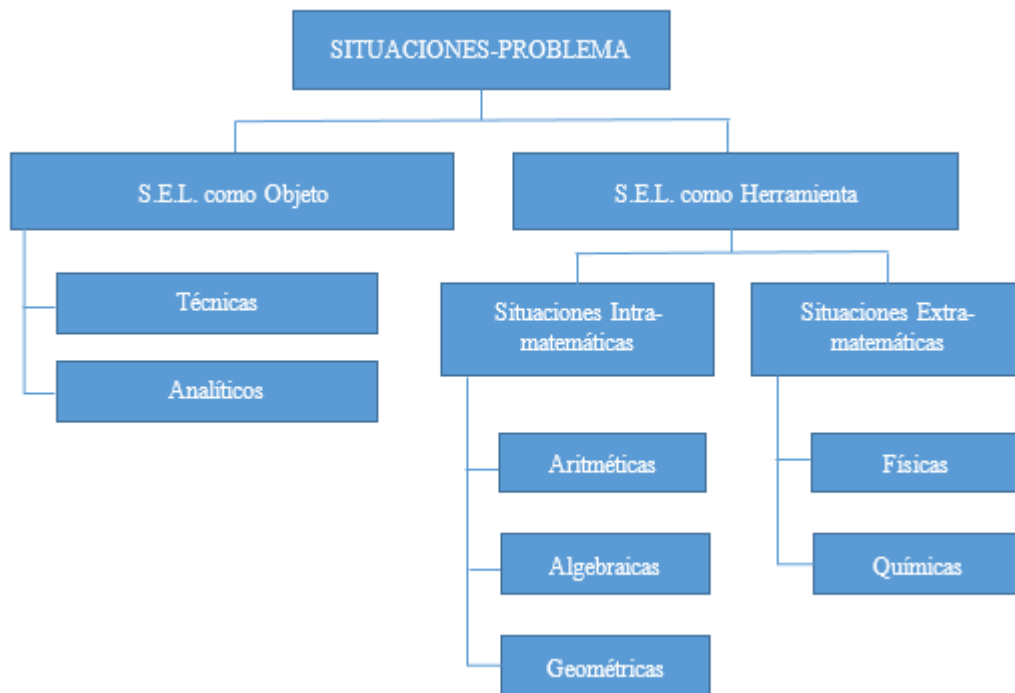 SITUACIONES-PROBLEMA
S.E.L. como Objeto
S.E.L. como Herramienta
Técnicas
Analíticos
Situaciones Intra-
matemáticas
Situaciones Extra-
matemáticas
Aritméticas
Algebraicas
Geométricas
Físicas
Químicas